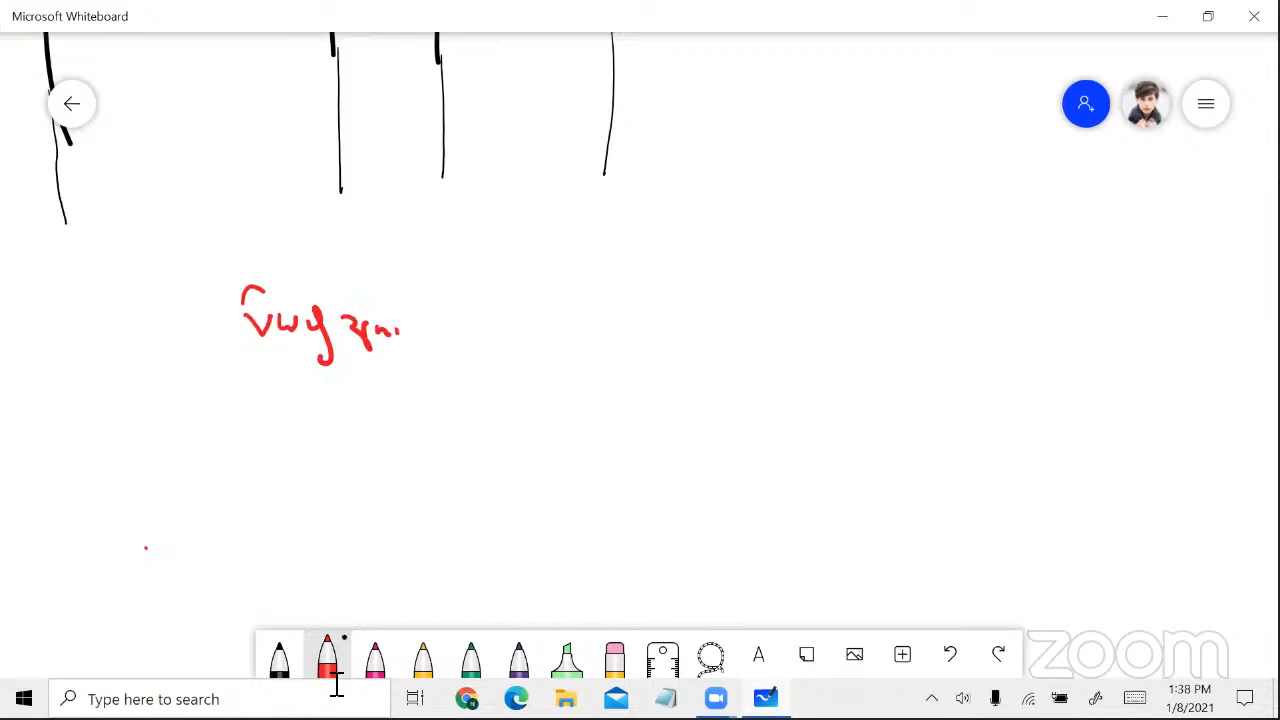 Microsoft Whiteboard
zoom
Type here to search
1:38 PM
1/8/2021